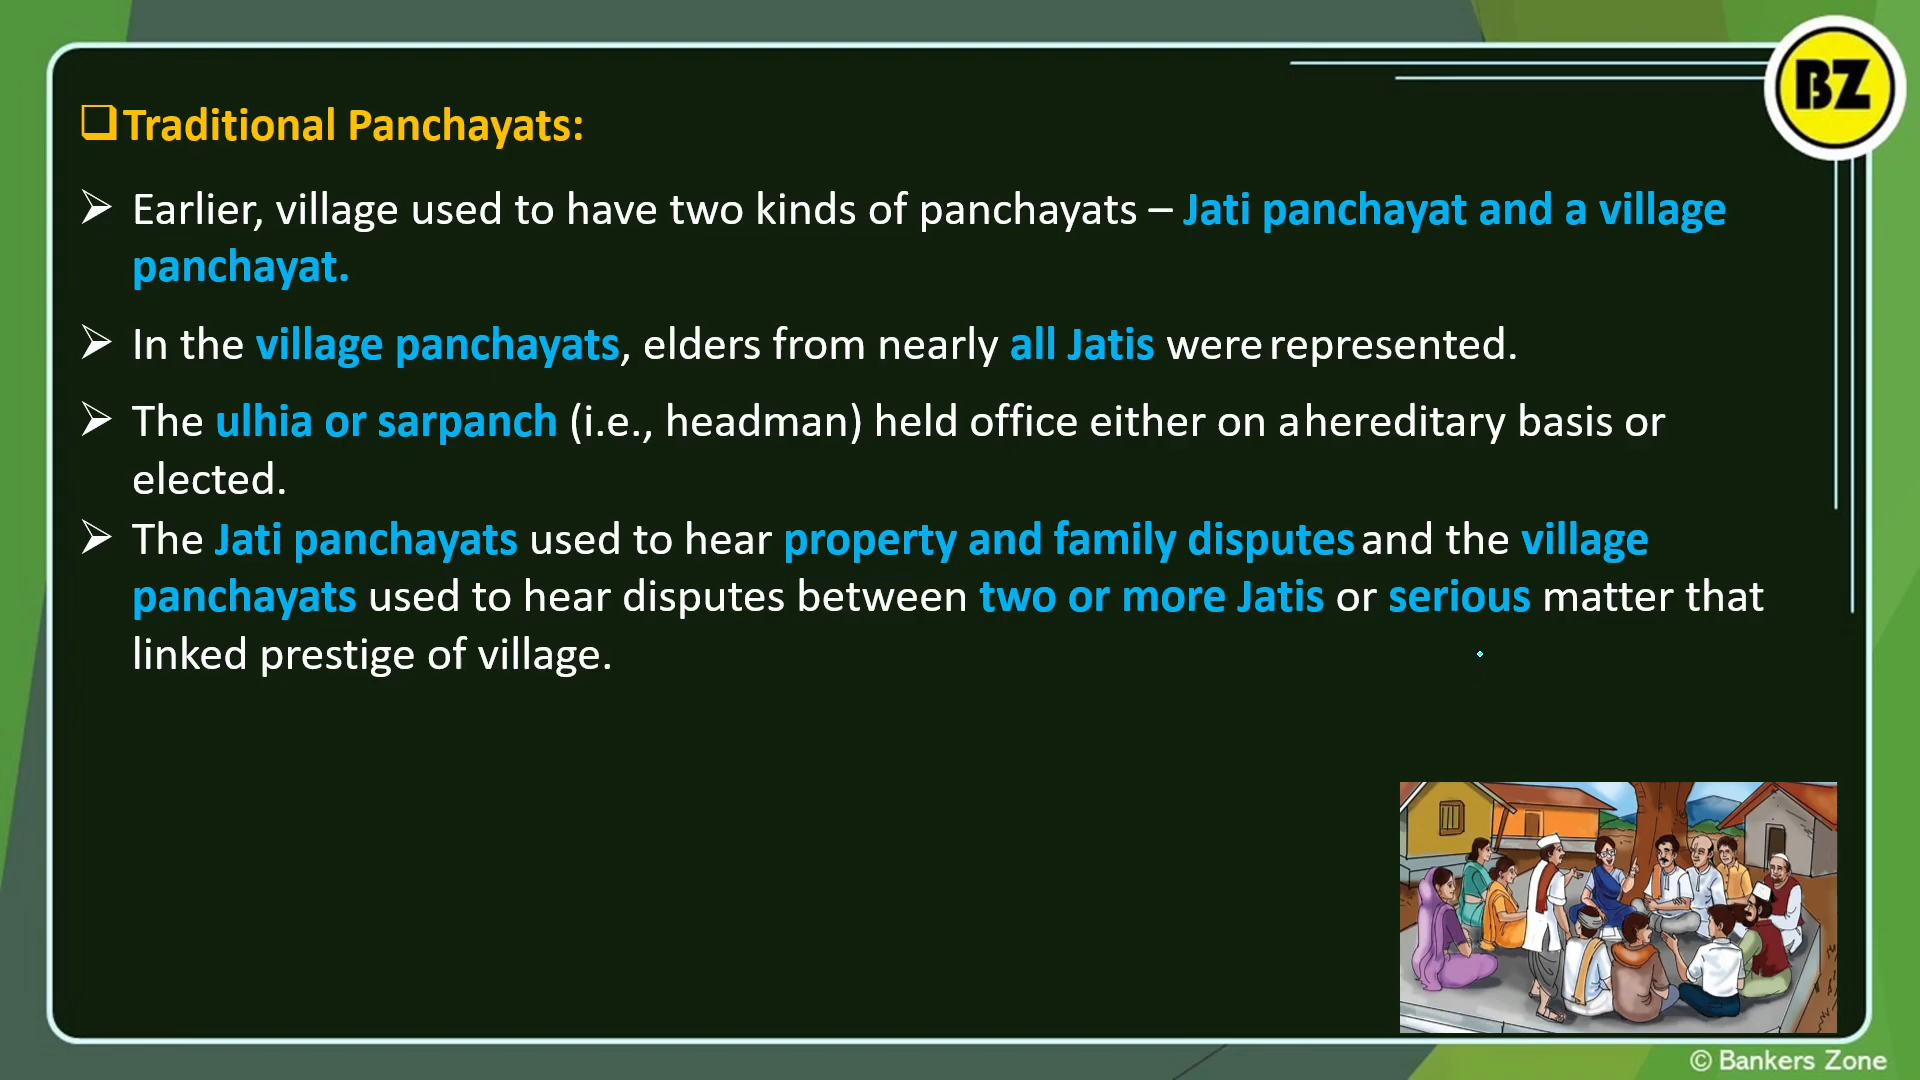 BZ
Traditional Panchayats:
Earlier, village used to have two kinds of panchayats – Jati panchayat and a village
panchayat.
In the village panchayats, elders from nearly all Jatis were represented.
The ulhia or sarpanch (i.e., headman) held office either on a hereditary basis or
elected.
The Jati panchayats used to hear property and family disputes and the village
panchayats used to hear disputes between two or more Jatis or serious matter that
linked prestige of village.
© Bankers Zone